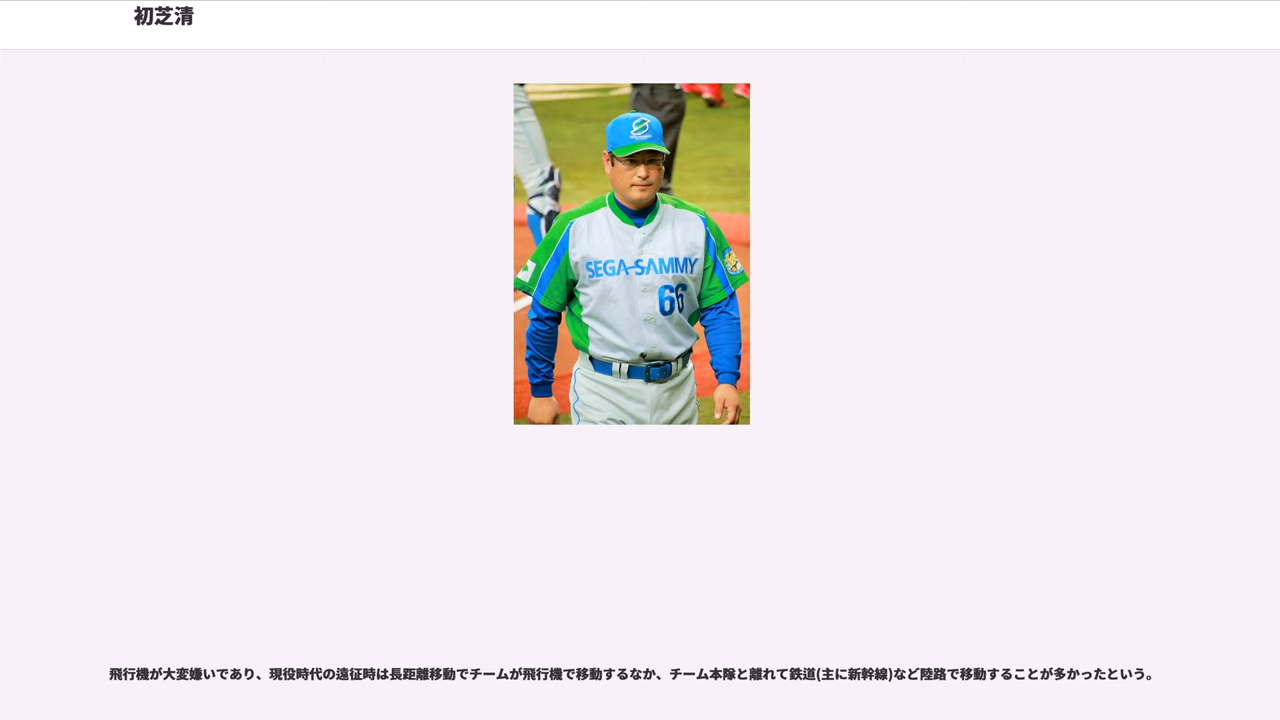 初芝清
SEGA SAMMY
66
飛行機が大変嫌いであり、現役時代の遠征時は長距離移動でチームが飛行機で移動するなか、チーム本隊と離れて鉄道(主に新幹線)など陸路で移動することが多かったという。